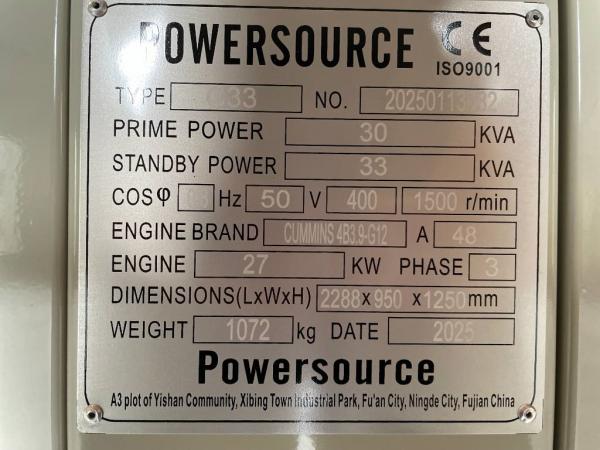 POWERSOURCE CE
ISO9001
TYPE NO.
PRIME POWER 30 KVA
STANDBY POWER 33 KVA
COSφ Hz 50 V 400 1500 r/min
ENGINE BRAND CUMMINS 4B3.9-G12 A 48
ENGINE 27 KW PHASE 3
DIMENSIONS(LxWxH) 2288 x 950 x 1250 mm
WEIGHT 1072 kg DATE 2025
Powersource
A3 plot of Yishan Community, Xibing Town Industrial Park, Fu'an City, Ningde City, Fujian China